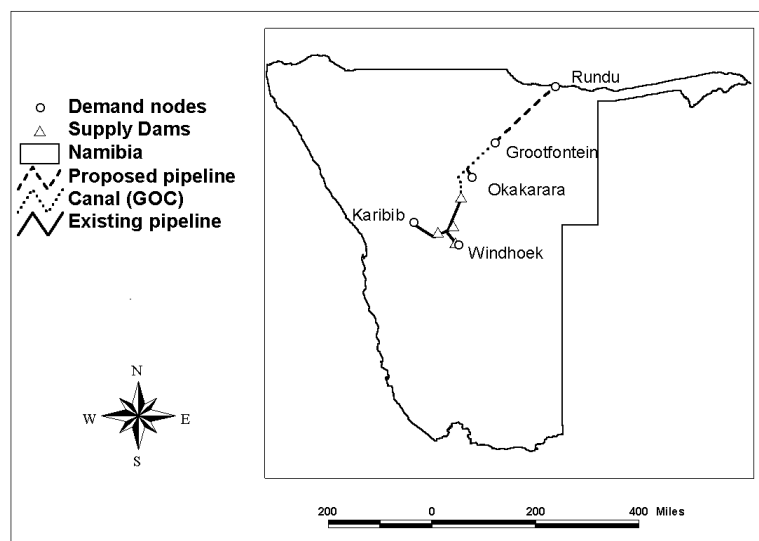 Demand nodes
Supply Dams
Namibia
Proposed pipeline
Canal (GOC)
Existing pipeline
Rundu
Grootfontein
Okakarara
Karibib
Windhoek
N
W E
S
200 0 200 400 Miles